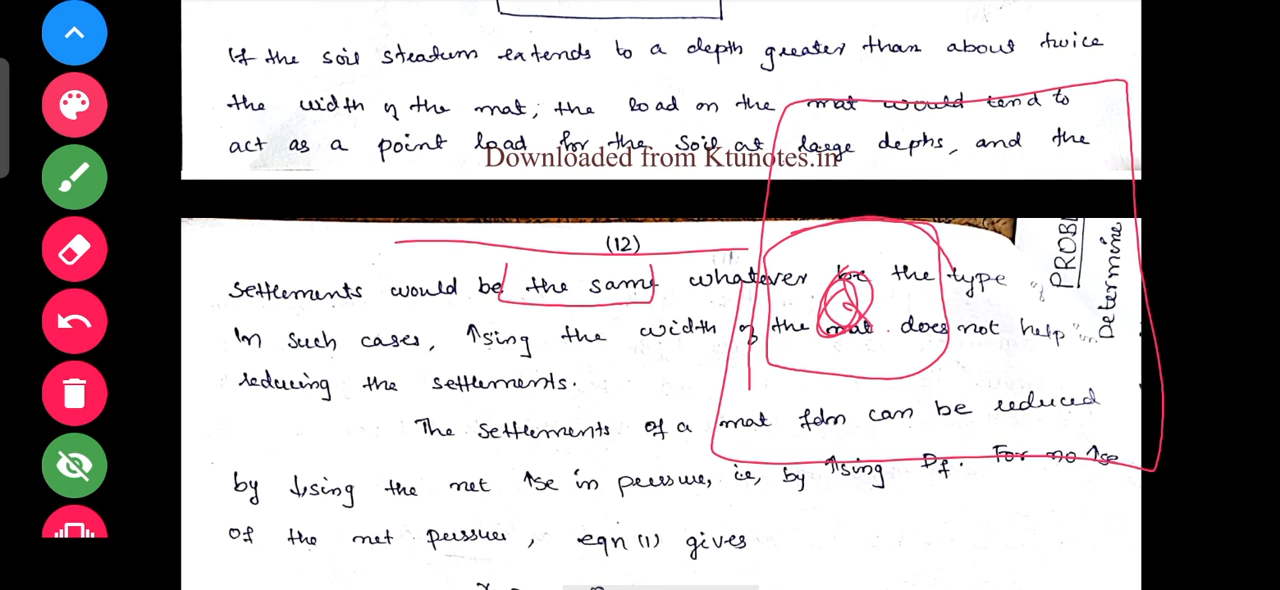 If the soil stradum extends to a depth greater than about twice
the width of the mat, the load on the mat would tend to
act as a point load for the soil at large depths, and the
Downloaded from Ktunotes.in
(12)
settlements would be the same whatever be the type
In such cases, ↑sing the width of the mat does not help
reducing the settlements.
The settlements of a mat fdn can be reduced
by ↓sing the net ↑se in pressure, ie, by ↑sing Df. For no ↑se
of the net pressure, eqn (1) gives
PROBL
Determine